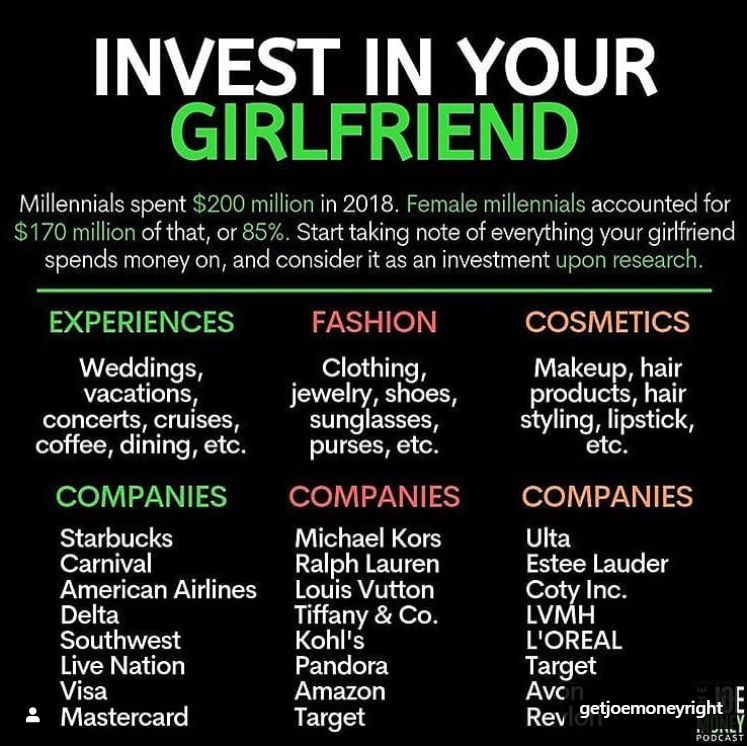 INVEST IN YOUR
GIRLFRIEND
Millennials spent $200 million in 2018. Female millennials accounted for
$170 million of that, or 85%. Start taking note of everything your girlfriend
spends money on, and consider it as an investment upon research.
EXPERIENCES
Weddings,
vacations,
concerts, cruises,
coffee, dining, etc.
COMPANIES
Starbucks
Carnival
American Airlines
Delta
Southwest
Live Nation
Visa
Mastercard
FASHION
Clothing,
jewelry, shoes,
sunglasses,
purses, etc.
COMPANIES
Michael Kors
Ralph Lauren
Louis Vutton
Tiffany & Co.
Kohl's
Pandora
Amazon
Target
COSMETICS
Makeup, hair
products, hair
styling, lipstick,
etc.
COMPANIES
Ulta
Estee Lauder
Coty Inc.
LVMH
L'OREAL
Target
Avon
Revlon
getjoemoneyright
THE
JOE
MONEY
PODCAST